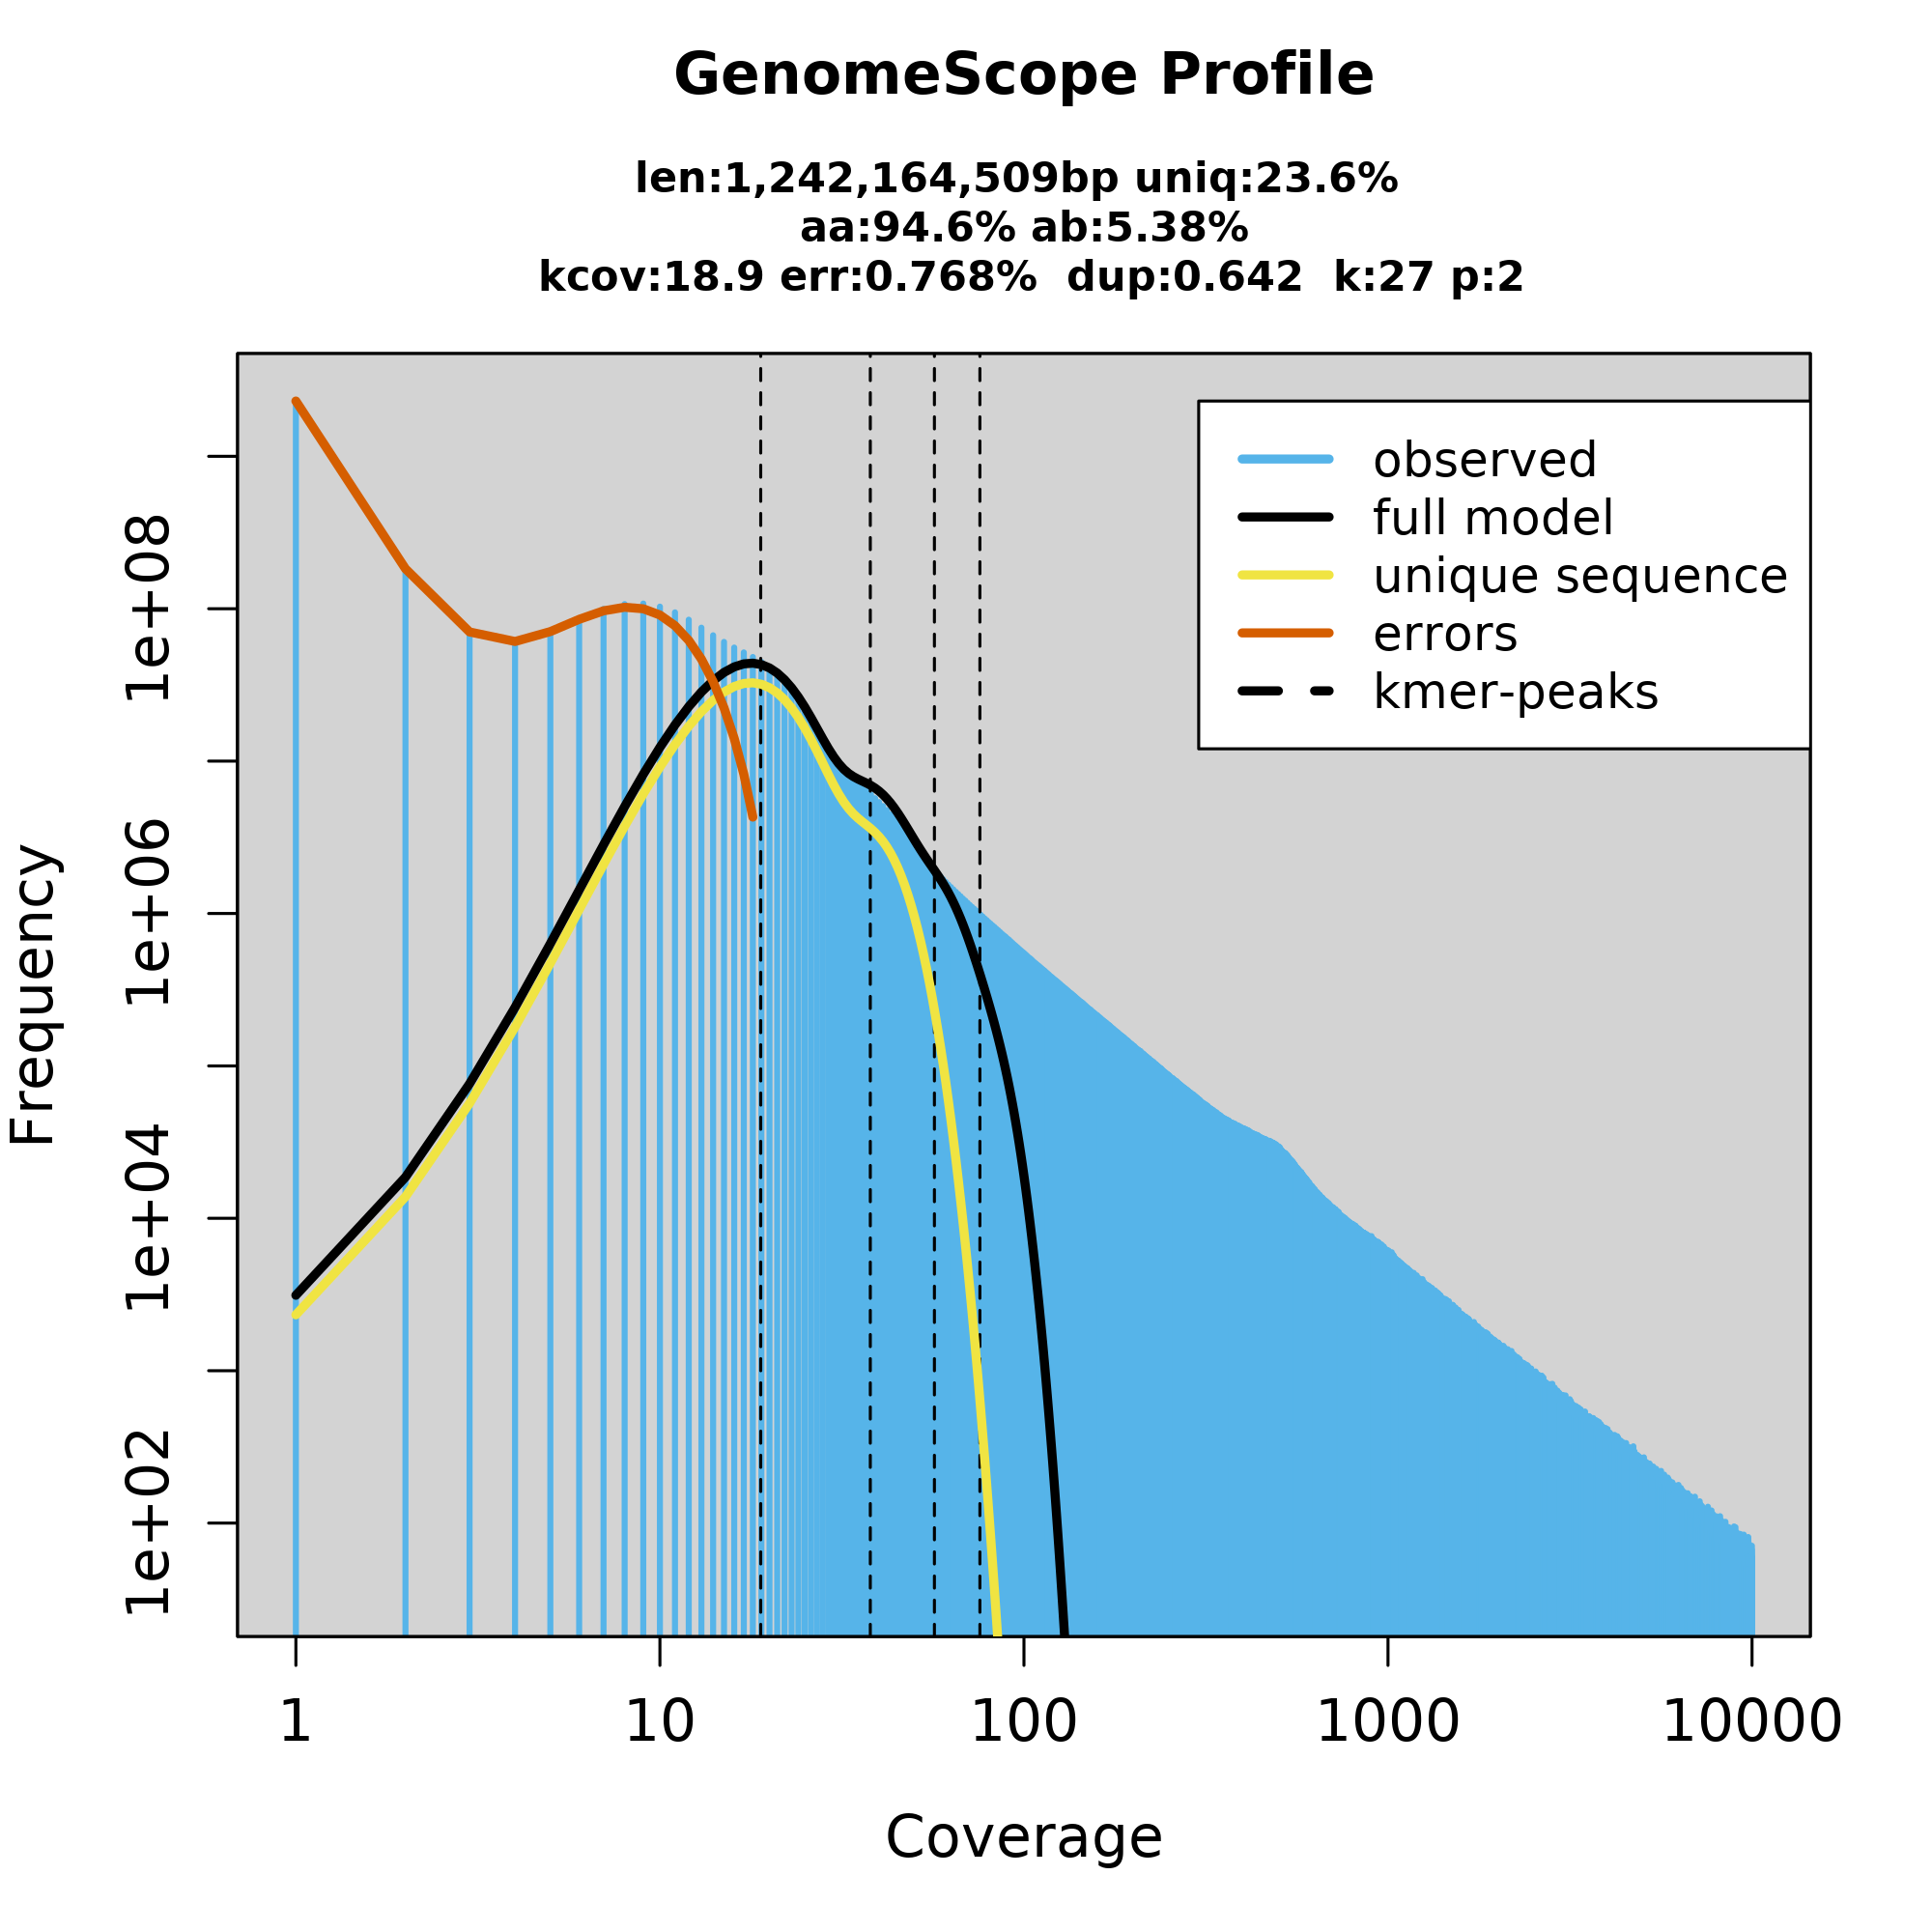 GenomeScope Profile
len:1,242,164,509bp uniq:23.6%
aa:94.6% ab:5.38%
kcov:18.9 err:0.768%  dup:0.642  k:27 p:2
observed
full model
unique sequence
errors
kmer-peaks
Frequency
1e+08
1e+06
1e+04
1e+02
1 10 100 1000 10000
Coverage